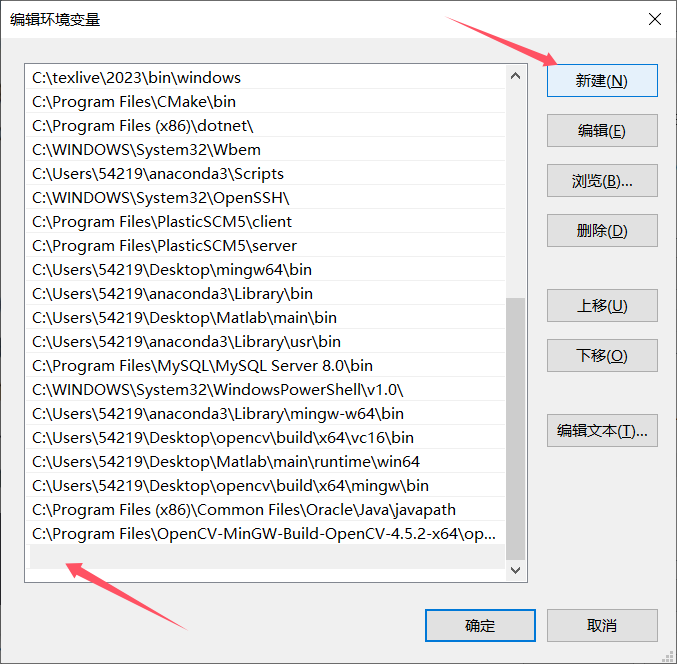 编辑环境变量
C:\texlive\2023\bin\windows
C:\Program Files\CMake\bin
C:\Program Files (x86)\dotnet\
C:\WINDOWS\System32\Wbem
C:\Users\54219\anaconda3\Scripts
C:\WINDOWS\System32\OpenSSH\
C:\Program Files\PlasticSCM5\client
C:\Program Files\PlasticSCM5\server
C:\Users\54219\Desktop\mingw64\bin
C:\Users\54219\anaconda3\Library\bin
C:\Users\54219\Desktop\Matlab\main\bin
C:\Users\54219\anaconda3\Library\usr\bin
C:\Program Files\MySQL\MySQL Server 8.0\bin
C:\WINDOWS\System32\WindowsPowerShell\v1.0\
C:\Users\54219\anaconda3\Library\mingw-w64\bin
C:\Users\54219\Desktop\opencv\build\x64\vc16\bin
C:\Users\54219\Desktop\Matlab\main\runtime\win64
C:\Users\54219\Desktop\opencv\build\x64\mingw\bin
C:\Program Files (x86)\Common Files\Oracle\Java\javapath
C:\Program Files\OpenCV-MinGW-Build-OpenCV-4.5.2-x64\op...
新建(N)
编辑(E)
浏览(B)...
删除(D)
上移(U)
下移(O)
编辑文本(T)...
确定
取消